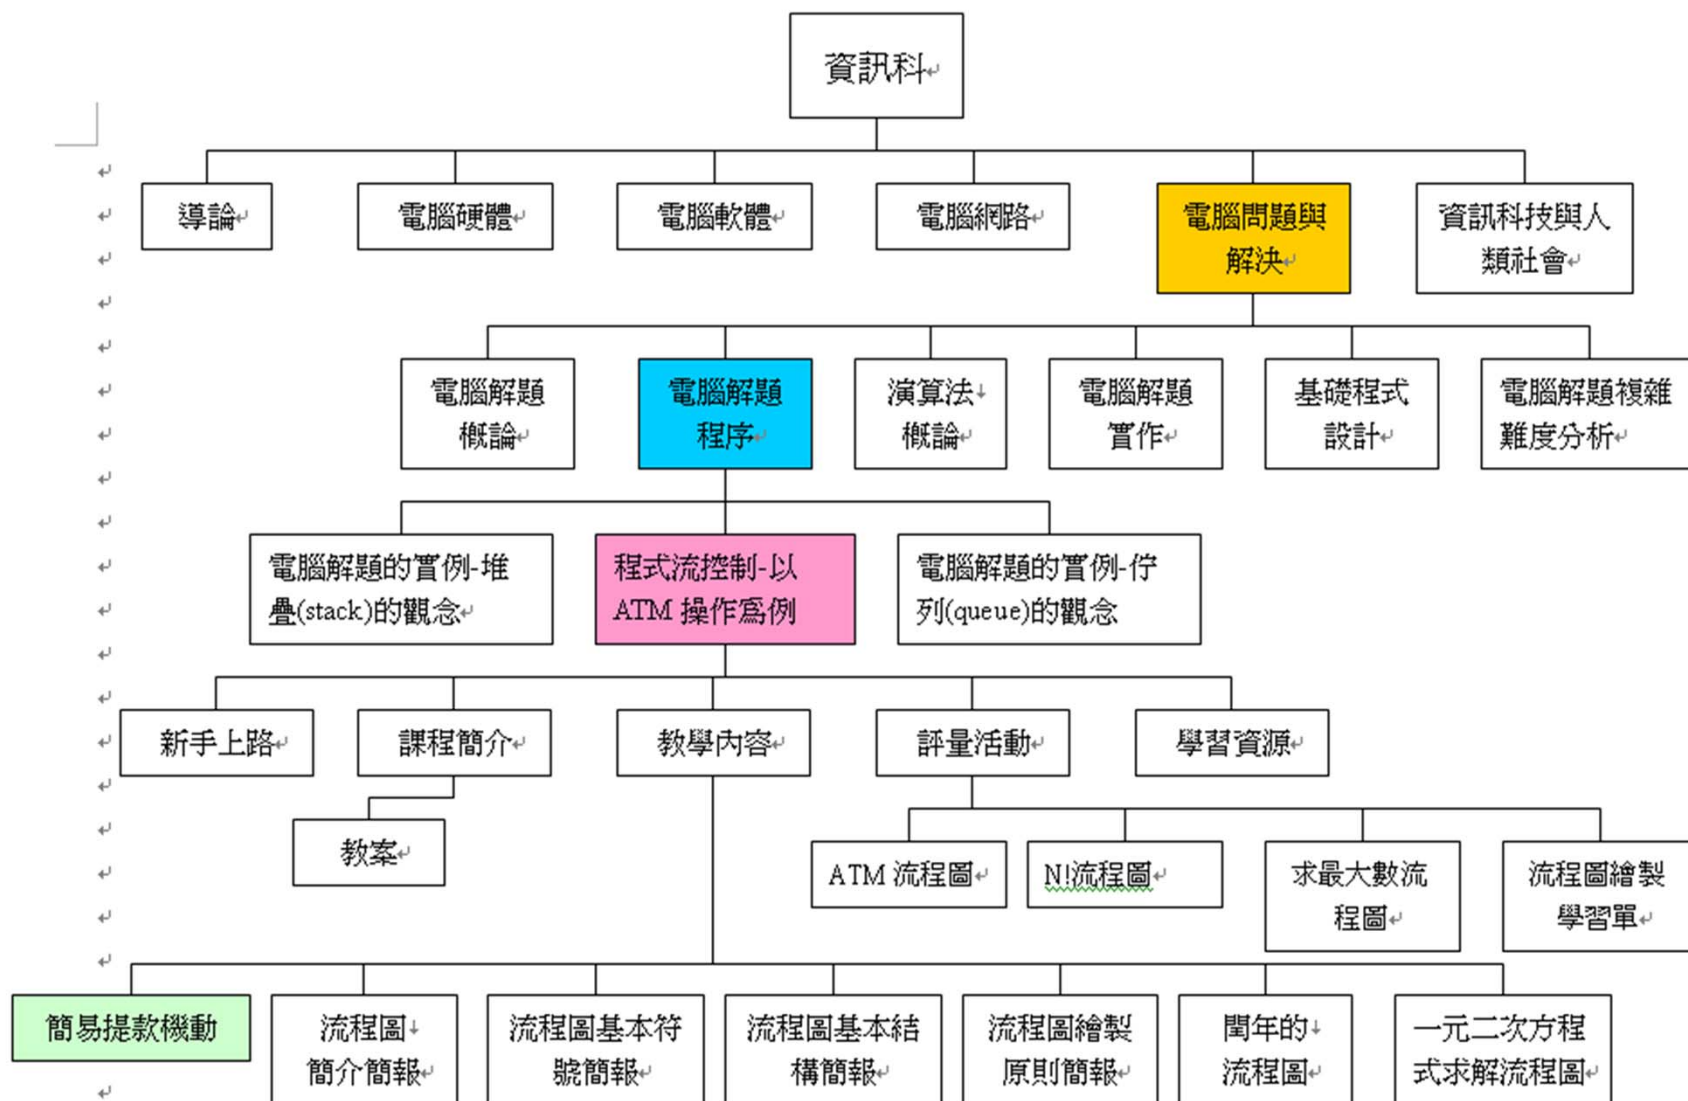 資訊科
導論
電腦硬體
電腦軟體
電腦網路
電腦問題與
解決
資訊科技與人
類社會
電腦解題
概論
電腦解題
程序
演算法
概論
電腦解題
實作
基礎程式
設計
電腦解題複雜
難度分析
電腦解題的實例-堆
疊(stack)的觀念
程式流控制-以
ATM 操作為例
電腦解題的實例-佇
列(queue)的觀念
新手上路
課程簡介
教學內容
評量活動
學習資源
教案
ATM 流程圖
N!流程圖
求最大數流
程圖
流程圖繪製
學習單
簡易提款機動
流程圖
簡介簡報
流程圖基本符
號簡報
流程圖基本結
構簡報
流程圖繪製
原則簡報
閏年的
流程圖
一元二次方程
式求解流程圖